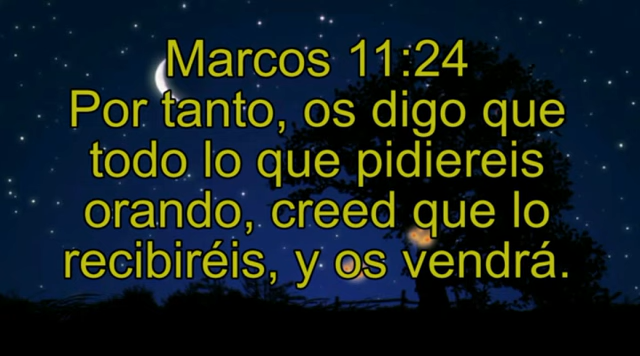 Marcos 11:24
Por tanto, os digo que
todo lo que pidiereis
orando, creed que lo
recibiréis, y os vendrá.